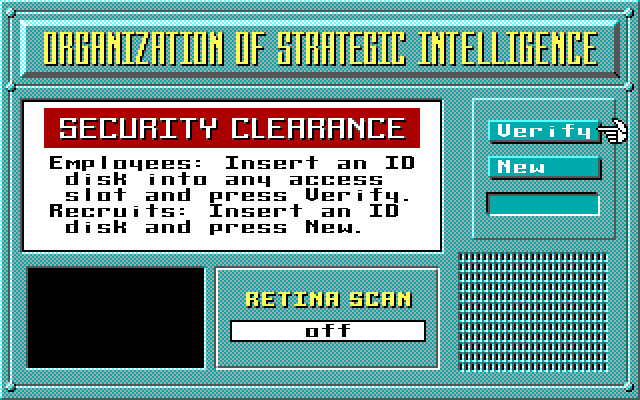 ORGANIZATION OF STRATEGIC INTELLIGENCE
SECURITY CLEARANCE
Employees: Insert an ID
disk into any access
slot and press Verify.
Recruits: Insert an ID
disk and press New.
Verify
New
RETINA SCAN
off